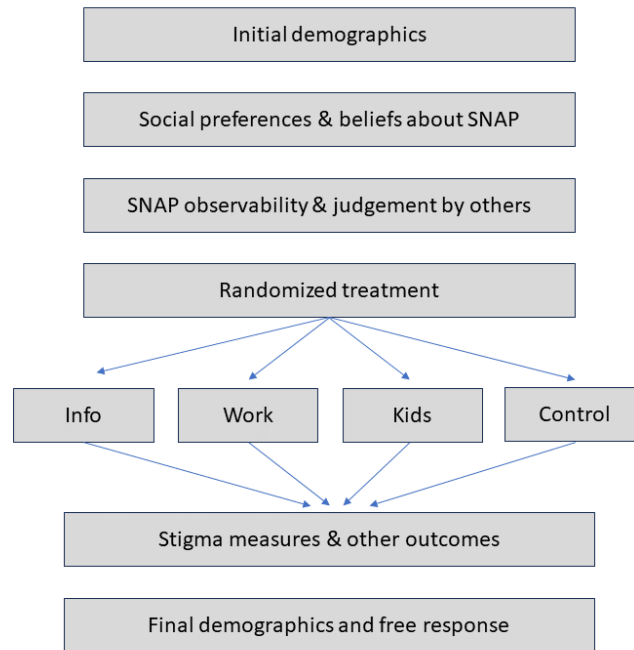 Initial demographics
Social preferences & beliefs about SNAP
SNAP observability & judgement by others
Randomized treatment
Info
Work
Kids
Control
Stigma measures & other outcomes
Final demographics and free response